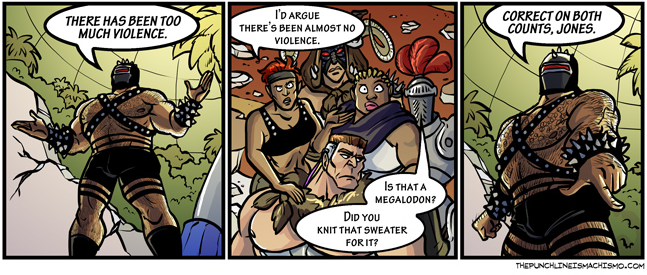 THERE HAS BEEN TOO
MUCH VIOLENCE.
I'D ARGUE
THERE'S BEEN ALMOST NO
VIOLENCE.
IS THAT A
MEGALODON?
DID YOU
KNIT THAT SWEATER
FOR IT?
CORRECT ON BOTH
COUNTS, JONES.
THEPUNCHLINEISMACHISMO.COM